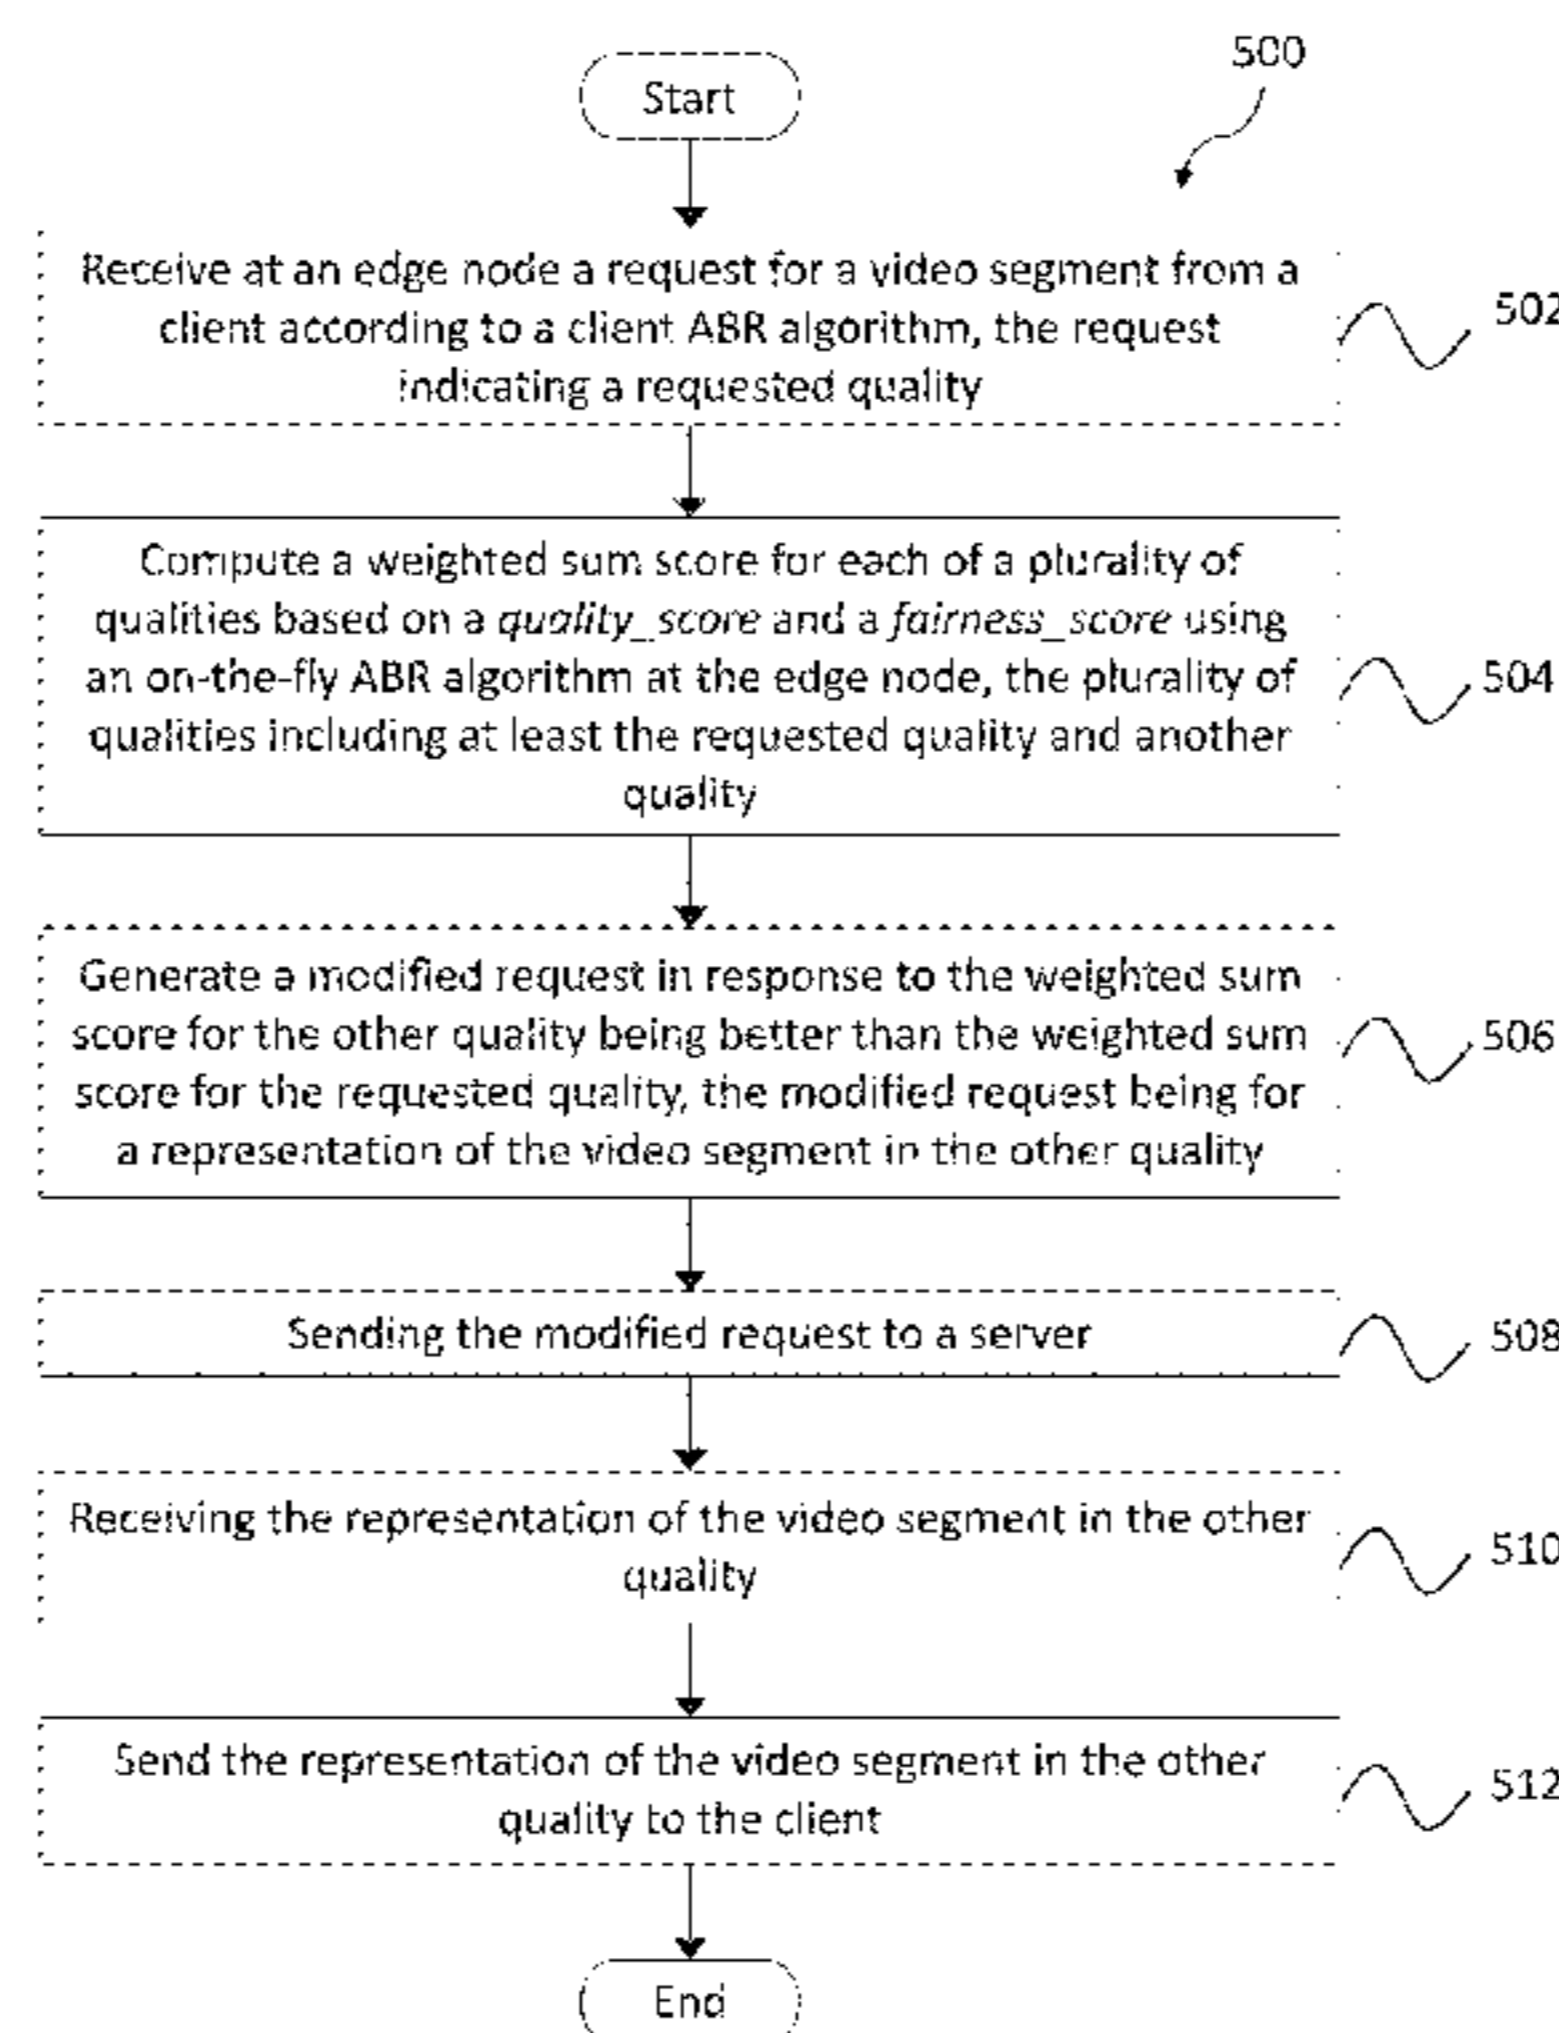 500
Start
Receive at an edge node a request for a video segment from a
client according to a client ABR algorithm, the request
indicating a requested quality
502
Compute a weighted sum score for each of a plurality of
qualities based on a quality_score and a fairness_score using
an on-the-fly ABR algorithm at the edge node, the plurality of
qualities including at least the requested quality and another
quality
504
Generate a modified request in response to the weighted sum
score for the other quality being better than the weighted sum
score for the requested quality, the modified request being for
a representation of the video segment in the other quality
506
Sending the modified request to a server
508
Receiving the representation of the video segment in the other
quality
510
Send the representation of the video segment in the other
quality to the client
512
End